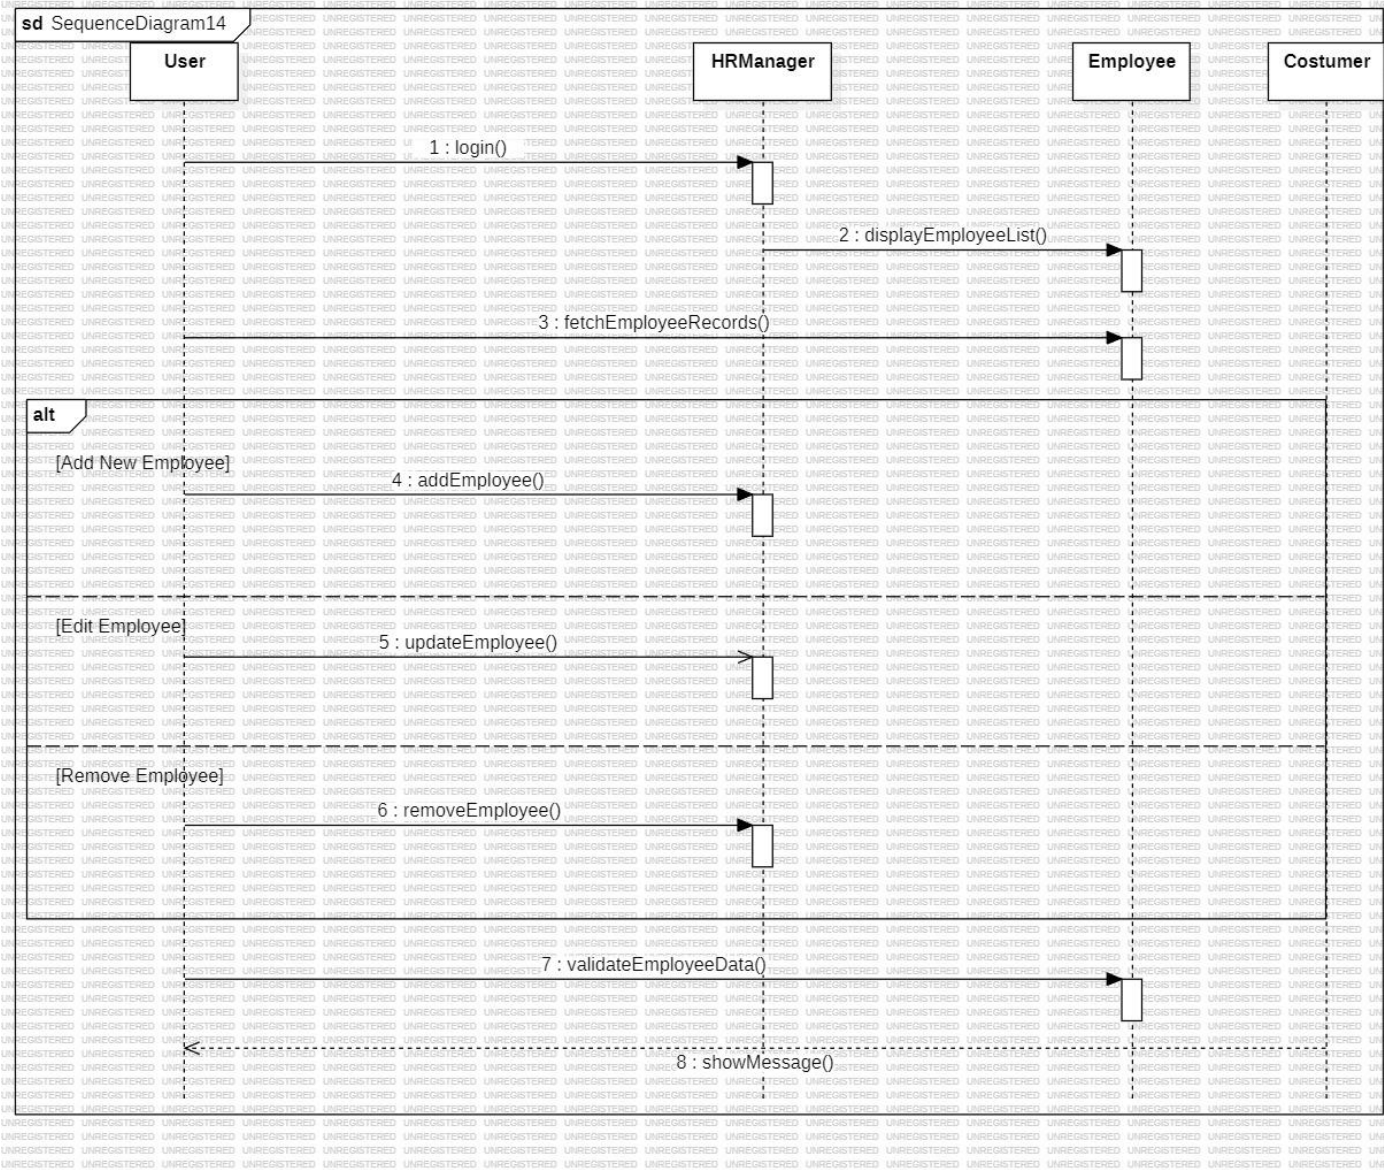 sd SequenceDiagram14
User
HRManager
Employee
Costumer
1 : login()
2 : displayEmployeeList()
3 : fetchEmployeeRecords()
alt
[Add New Employee]
4 : addEmployee()
[Edit Employee]
5 : updateEmployee()
[Remove Employee]
6 : removeEmployee()
7 : validateEmployeeData()
8 : showMessage()
UNREGISTERED